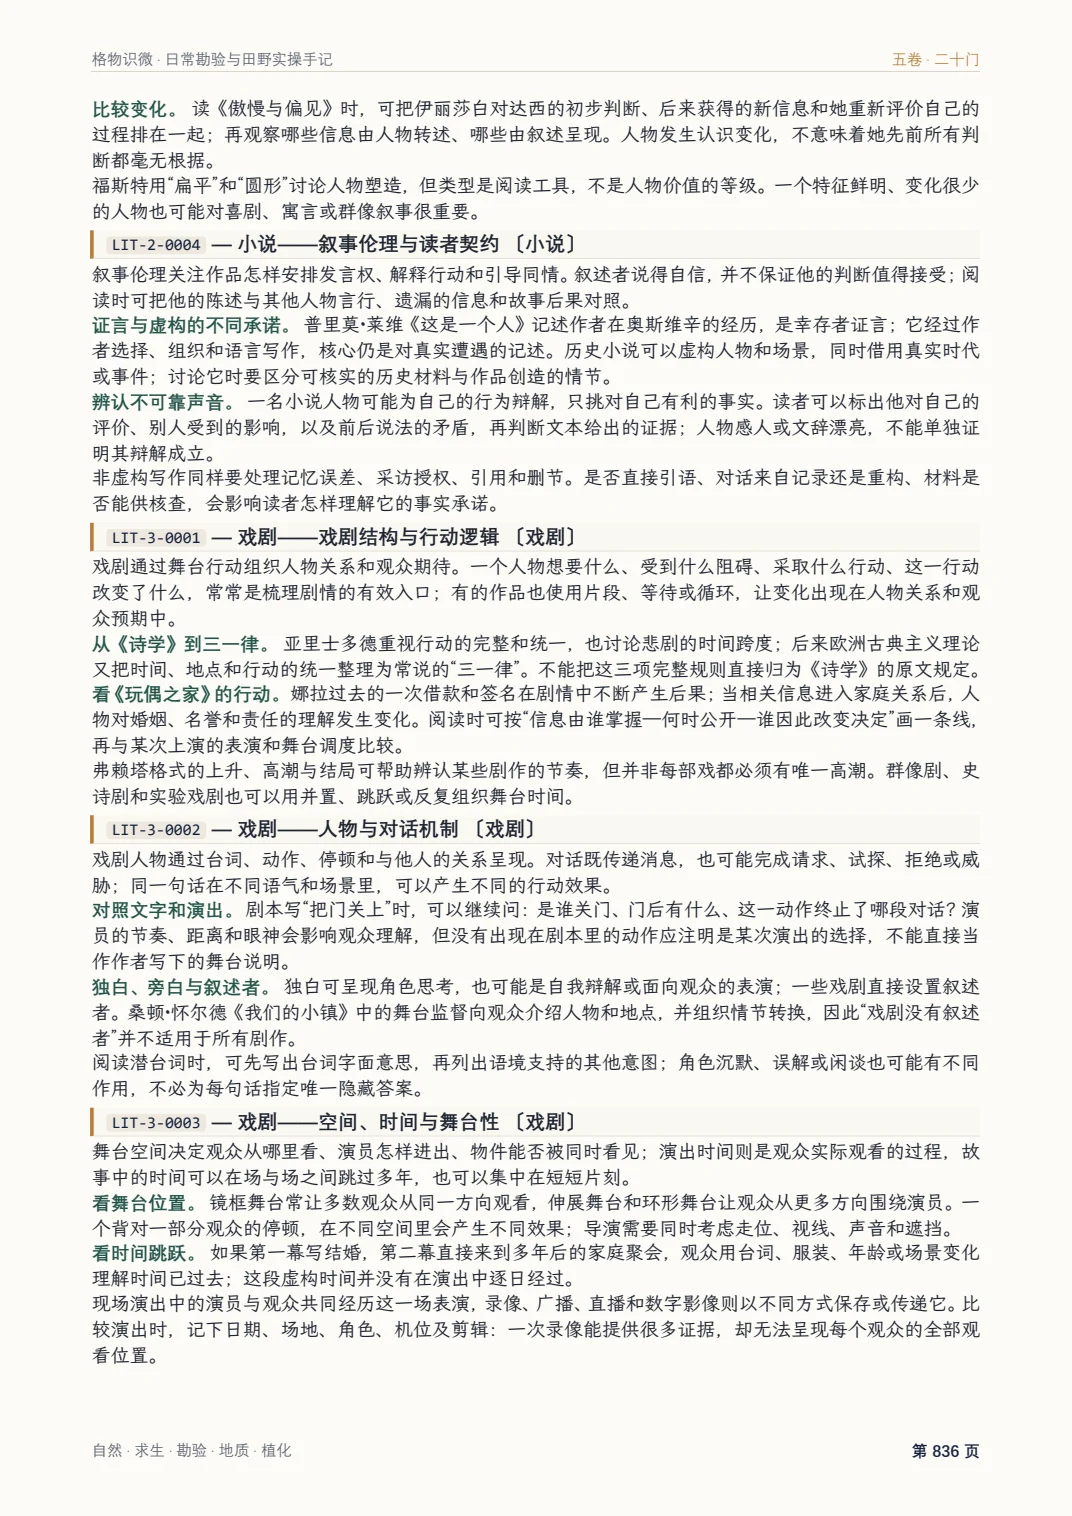 格物识微 · 日常勘验与田野实操手记
五卷 · 二十门
比较变化。 读《傲慢与偏见》时，可把伊丽莎白对达西的初步判断、后来获得的新信息和她重新评价自己的
过程排在一起；再观察哪些信息由人物转述、哪些由叙述呈现。人物发生认识变化，不意味着她先前所有判
断都毫无根据。
福斯特用“扁平”和“圆形”讨论人物塑造，但类型是阅读工具，不是人物价值的等级。一个特征鲜明、变化很少
的人物也可能对喜剧、寓言或群像叙事很重要。
LIT-2-0004 — 小说——叙事伦理与读者契约 〔小说〕
叙事伦理关注作品怎样安排发言权、解释行动和引导同情。叙述者说得自信，并不保证他的判断值得接受；阅
读时可把他的陈述与其他人物言行、遗漏的信息和故事后果对照。
证言与虚构的不同承诺。 普里莫•莱维《这是一个人》记述作者在奥斯维辛的经历，是幸存者证言；它经过作
者选择、组织和语言写作，核心仍是对真实遭遇的记述。历史小说可以虚构人物和场景，同时借用真实时代
或事件；讨论它时要区分可核实的历史材料与作品创造的情节。
辨认不可靠声音。 一名小说人物可能为自己的行为辩解，只挑对自己有利的事实。读者可以标出他对自己的
评价、别人受到的影响，以及前后说法的矛盾，再判断文本给出的证据；人物感人或文辞漂亮，不能单独证
明其辩解成立。
非虚构写作同样要处理记忆误差、采访授权、引用和删节。是否直接引语、对话来自记录还是重构、材料是
否能供核查，会影响读者怎样理解它的事实承诺。
LIT-3-0001 — 戏剧——戏剧结构与行动逻辑 〔戏剧〕
戏剧通过舞台行动组织人物关系和观众期待。一个人物想要什么、受到什么阻碍、采取什么行动、这一行动
改变了什么，常常是梳理剧情的有效入口；有的作品也使用片段、等待或循环，让变化出现在人物关系和观
众预期中。
从《诗学》到三一律。 亚里士多德重视行动的完整和统一，也讨论悲剧的时间跨度；后来欧洲古典主义理论
又把时间、地点和行动的统一整理为常说的“三一律”。不能把这三项完整规则直接归为《诗学》的原文规定。
看《玩偶之家》的行动。 娜拉过去的一次借款和签名在剧情中不断产生后果；当相关信息进入家庭关系后，人
物对婚姻、名誉和责任的理解发生变化。阅读时可按“信息由谁掌握—何时公开—谁因此改变决定”画一条线，
再与某次上演的表演和舞台调度比较。
弗赖塔格式的上升、高潮与结局可帮助辨认某些剧作的节奏，但并非每部戏都必须有唯一高潮。群像剧、史
诗剧和实验戏剧也可以用并置、跳跃或反复组织舞台时间。
LIT-3-0002 — 戏剧——人物与对话机制 〔戏剧〕
戏剧人物通过台词、动作、停顿和与他人的关系呈现。对话既传递消息，也可能完成请求、试探、拒绝或威
胁；同一句话在不同语气和场景里，可以产生不同的行动效果。
对照文字和演出。 剧本写“把门关上”时，可以继续问：是谁关门、门后有什么、这一动作终止了哪段对话？演
员的节奏、距离和眼神会影响观众理解，但没有出现在剧本里的动作应注明是某次演出的选择，不能直接当
作作者写下的舞台说明。
独白、旁白与叙述者。 独白可呈现角色思考，也可能是自我辩解或面向观众的表演；一些戏剧直接设置叙述
者。桑顿•怀尔德《我们的小镇》中的舞台监督向观众介绍人物和地点，并组织情节转换，因此“戏剧没有叙述
者”并不适用于所有剧作。
阅读潜台词时，可先写出台词字面意思，再列出语境支持的其他意图；角色沉默、误解或闲谈也可能有不同
作用，不必为每句话指定唯一隐藏答案。
LIT-3-0003 — 戏剧——空间、时间与舞台性 〔戏剧〕
舞台空间决定观众从哪里看、演员怎样进出、物件能否被同时看见；演出时间则是观众实际观看的过程，故
事中的时间可以在场与场之间跳过多年，也可以集中在短短片刻。
看舞台位置。 镜框舞台常让多数观众从同一方向观看，伸展舞台和环形舞台让观众从更多方向围绕演员。一
个背对一部分观众的停顿，在不同空间里会产生不同效果；导演需要同时考虑走位、视线、声音和遮挡。
看时间跳跃。 如果第一幕写结婚，第二幕直接来到多年后的家庭聚会，观众用台词、服装、年龄或场景变化
理解时间已过去；这段虚构时间并没有在演出中逐日经过。
现场演出中的演员与观众共同经历这一场表演，录像、广播、直播和数字影像则以不同方式保存或传递它。比
较演出时，记下日期、场地、角色、机位及剪辑：一次录像能提供很多证据，却无法呈现每个观众的全部观
看位置。
自然 · 求生 · 勘验 · 地质 · 植化
第 836 页